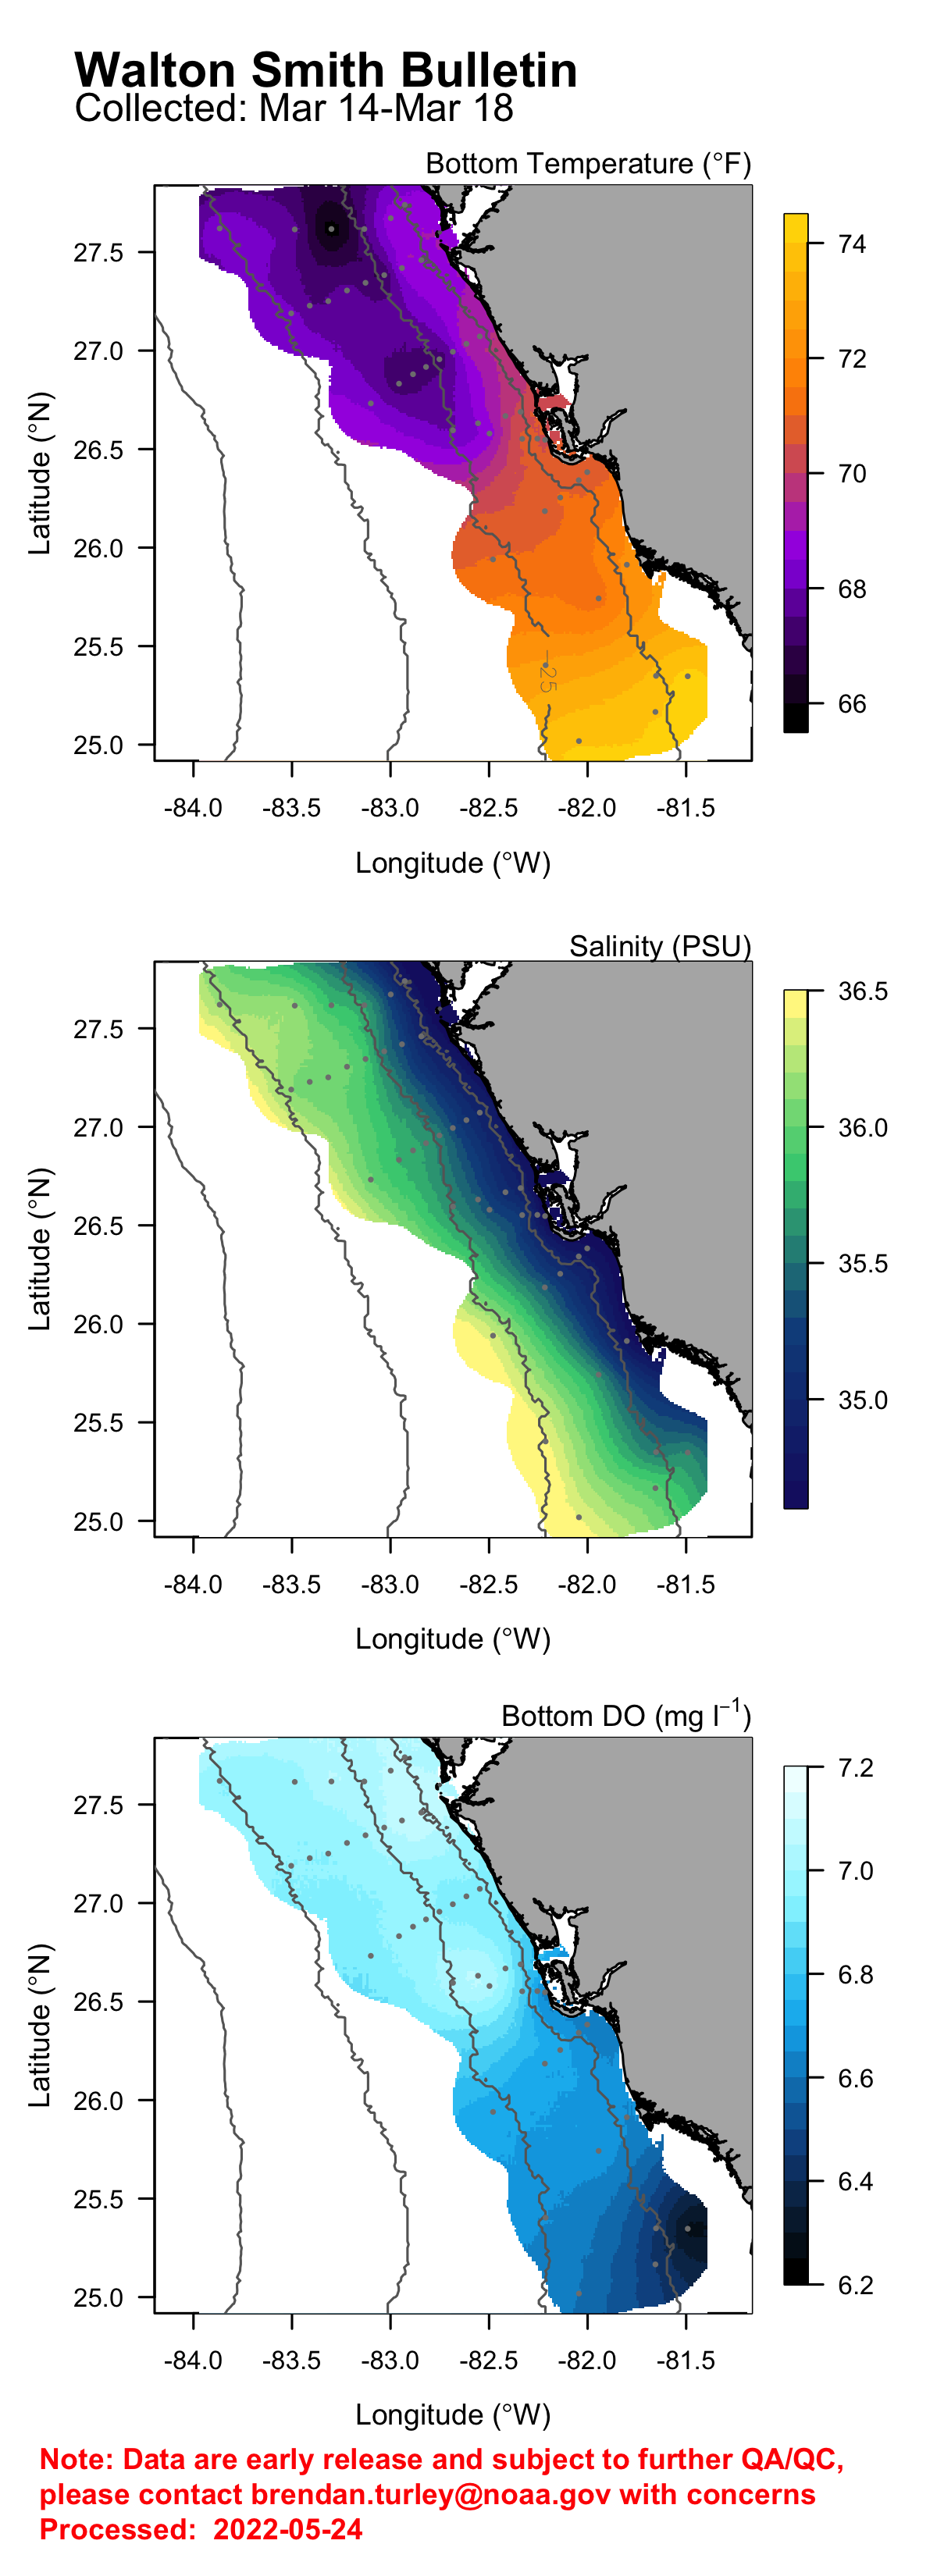 Walton Smith Bulletin
Collected: Mar 14-Mar 18
Bottom Temperature (°F)
27.5
27.0
26.5
26.0
25.5
25.0
Latitude (°N)
-25
74
72
70
68
66
-84.0 -83.5 -83.0 -82.5 -82.0 -81.5
Longitude (°W)
Salinity (PSU)
27.5
27.0
26.5
26.0
25.5
25.0
Latitude (°N)
36.5
36.0
35.5
35.0
-84.0 -83.5 -83.0 -82.5 -82.0 -81.5
Longitude (°W)
Bottom DO (mg l⁻¹)
27.5
27.0
26.5
26.0
25.5
25.0
Latitude (°N)
7.2
7.0
6.8
6.6
6.4
6.2
-84.0 -83.5 -83.0 -82.5 -82.0 -81.5
Longitude (°W)
Note: Data are early release and subject to further QA/QC,
please contact brendan.turley@noaa.gov with concerns
Processed: 2022-05-24